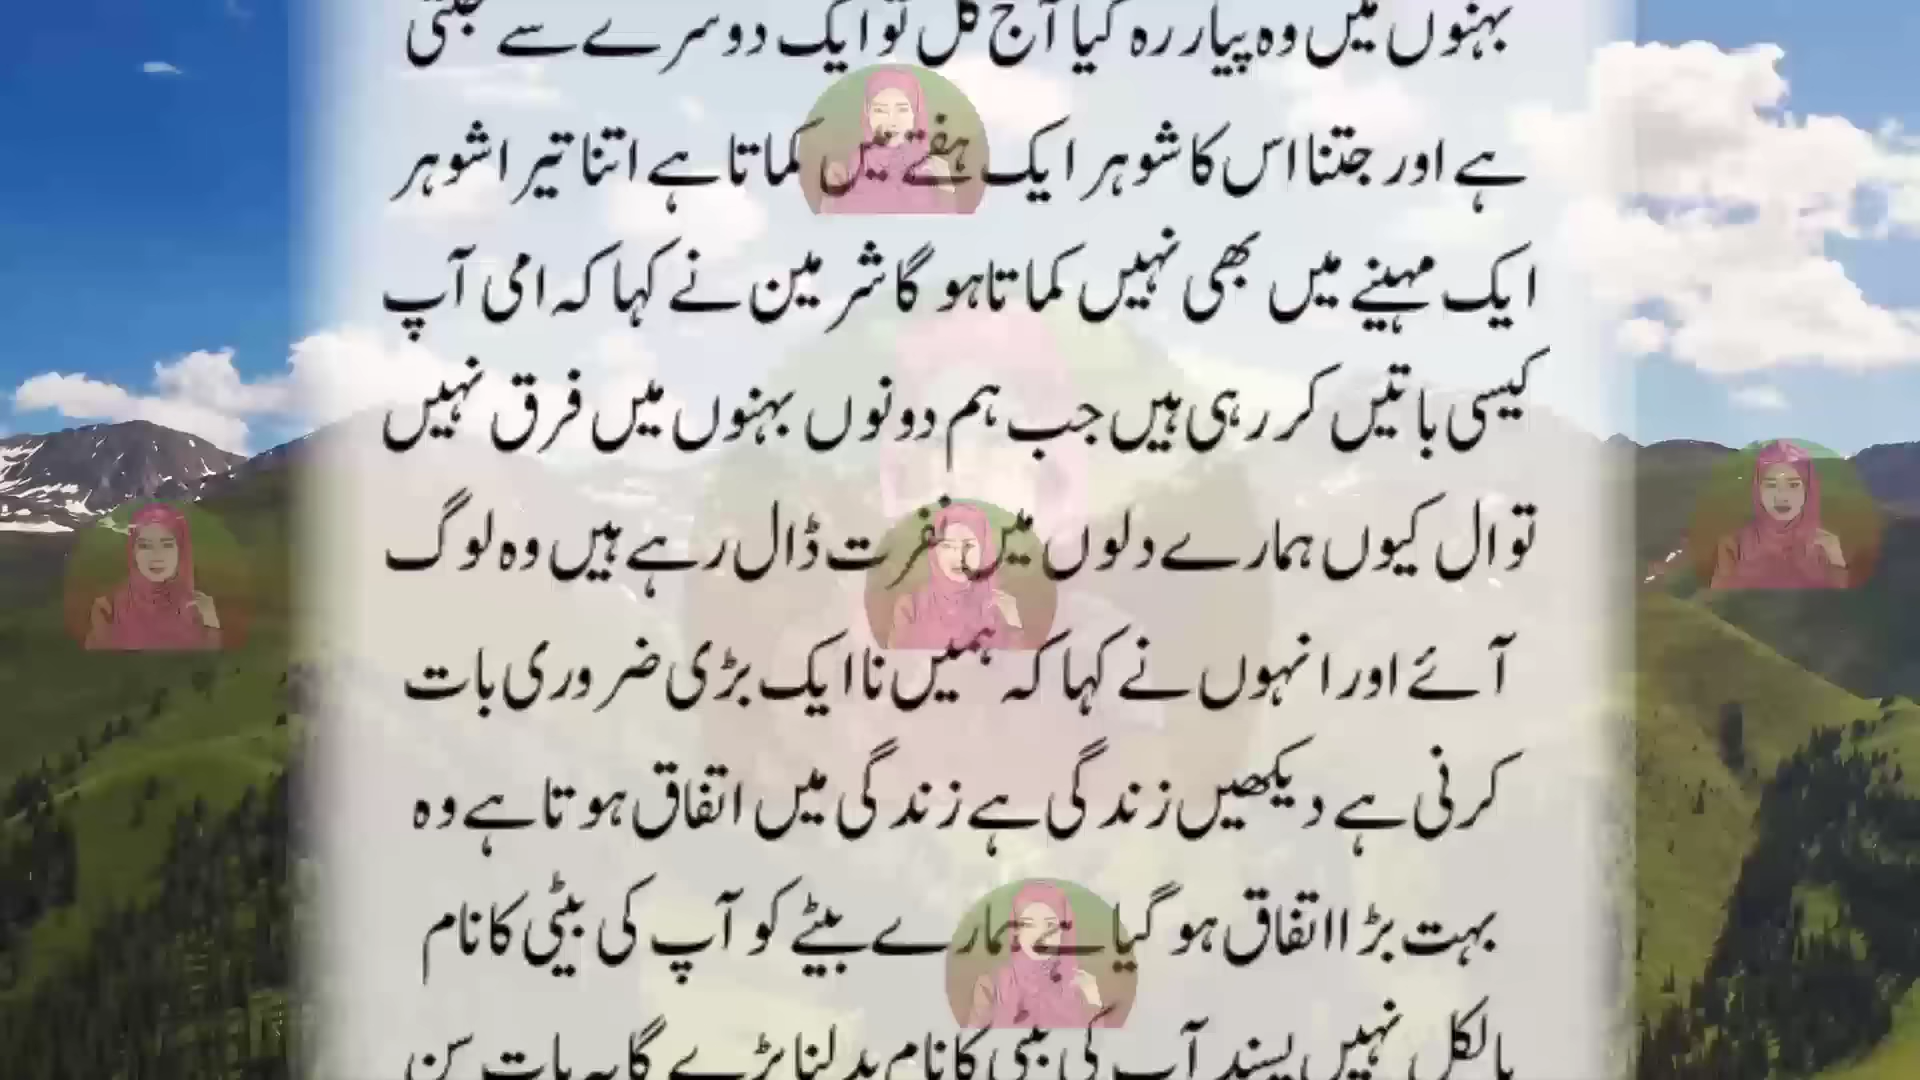 بہنوں میں وہ پیار رہ گیا آج کل تو ایک دوسرے سے جلتی
ہے اور جتنا اس کا شوہر ایک ہفتے میں کماتا ہے اتنا تیرا شوہر
ایک مہینے میں بھی نہیں کماتا ہو گا شرمین نے کہا کہ امی آپ
کیسی باتیں کر رہی ہیں جب ہم دونوں بہنوں میں فرق نہیں
تو ال کیوں ہمارے دلوں میں نفرت ڈال رہے ہیں وہ لوگ
آئے اور انہوں نے کہا کہ ہمیں نا ایک بڑی ضروری بات
کرنی ہے دیکھیں زندگی ہے زندگی میں اتفاق ہوتا ہے وہ
بہت بڑا اتفاق ہو گیا ہے ہمارے بیٹے کو آپ کی بیٹی کا نام
بالکل نہیں پسند آپ کی بیٹی کا نام بدلنا پڑے گا یہ بات سن